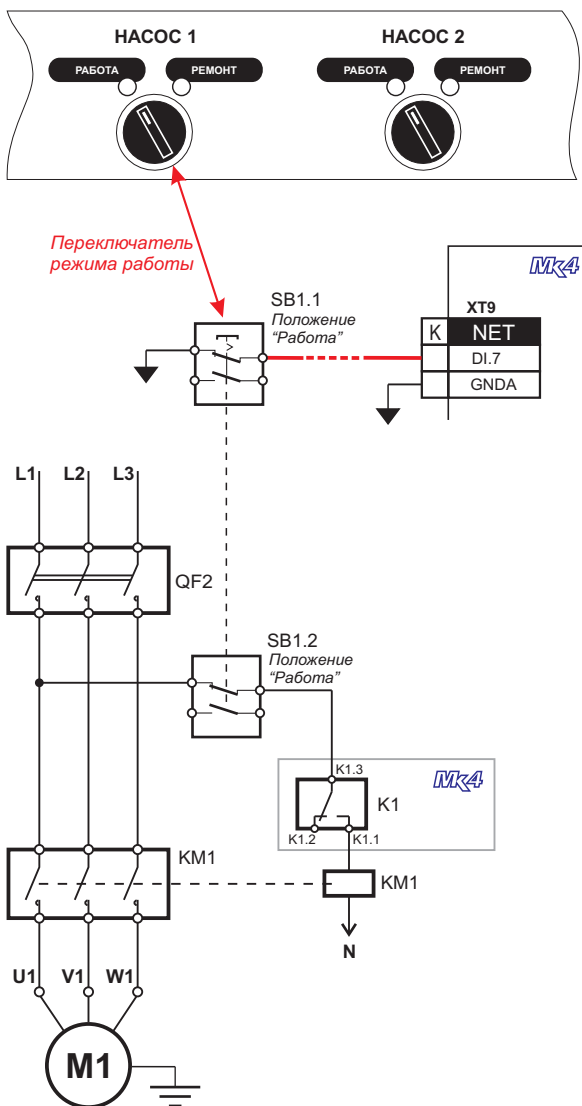 НАСОС 1
НАСОС 2
РАБОТА
РЕМОНТ
РАБОТА
РЕМОНТ
Переключатель
режима работы
Мк4
SB1.1
Положение
“Работа”
XT9
K NET
DI.7
GNDA
L1 L2 L3
QF2
SB1.2
Положение
“Работа”
Мк4
K1.3
K1
K1.2 K1.1
KM1
KM1
N
U1 V1 W1
M1